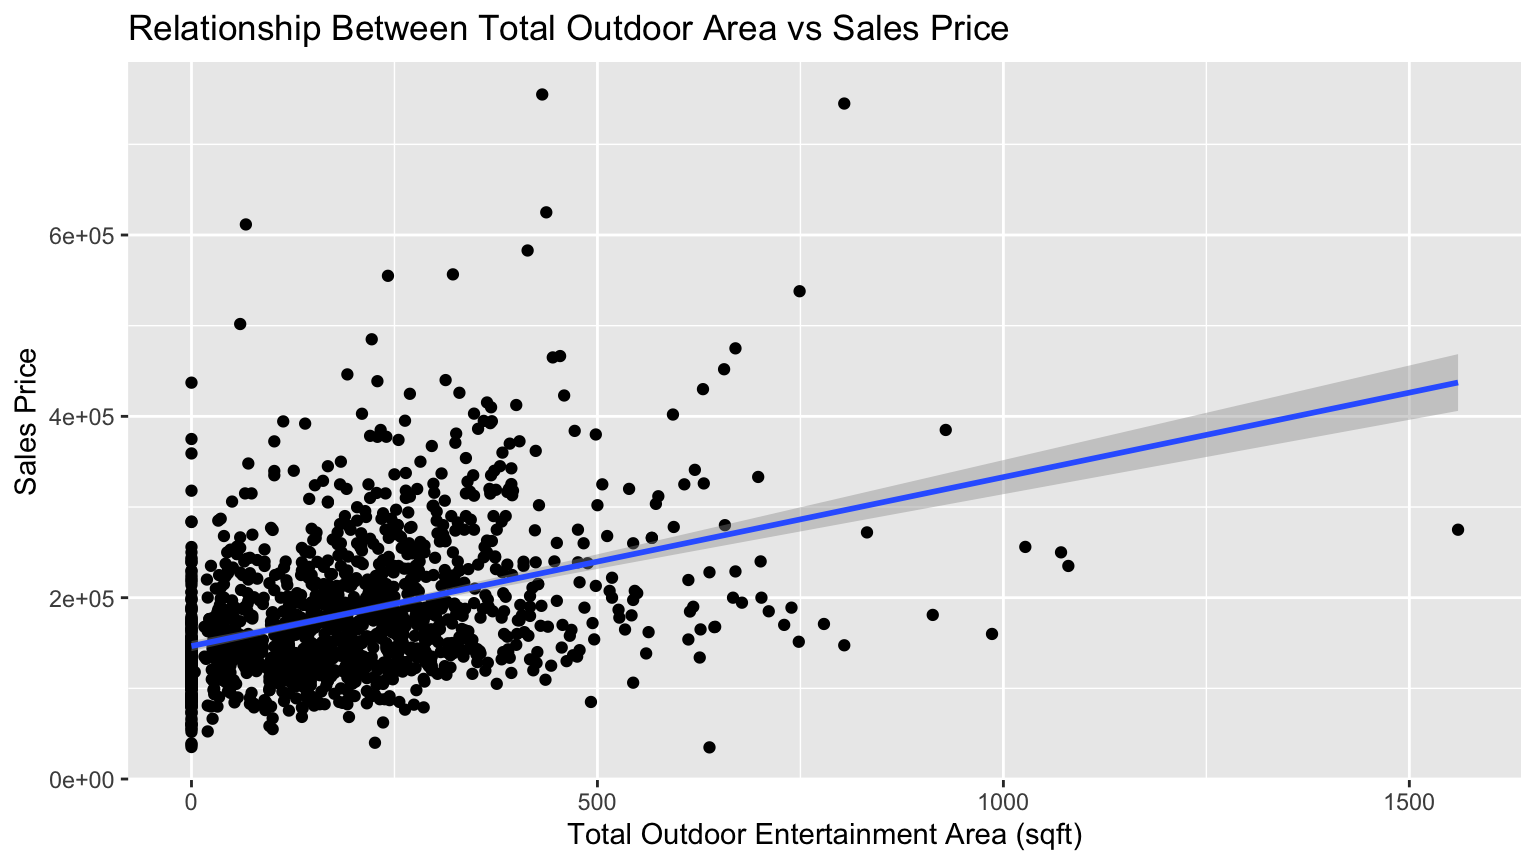 Relationship Between Total Outdoor Area vs Sales Price
Sales Price
6e+05
4e+05
2e+05
0e+00
0
500
1000
1500
Total Outdoor Entertainment Area (sqft)